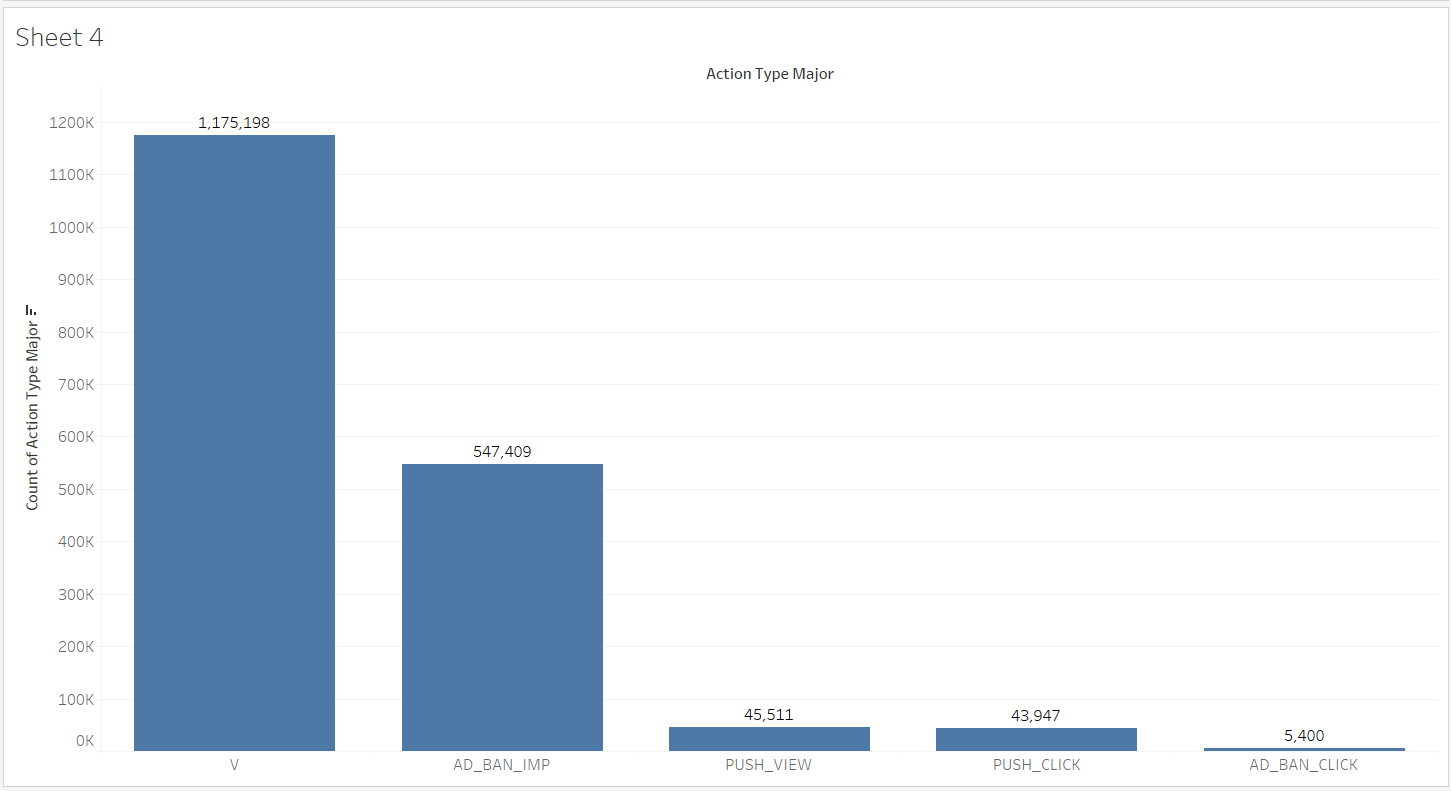 Sheet 4
Action Type Major
Count of Action Type Major
1200K
1100K
1000K
900K
800K
700K
600K
500K
400K
300K
200K
100K
0K
1,175,198
547,409
45,511
43,947
5,400
V
AD_BAN_IMP
PUSH_VIEW
PUSH_CLICK
AD_BAN_CLICK